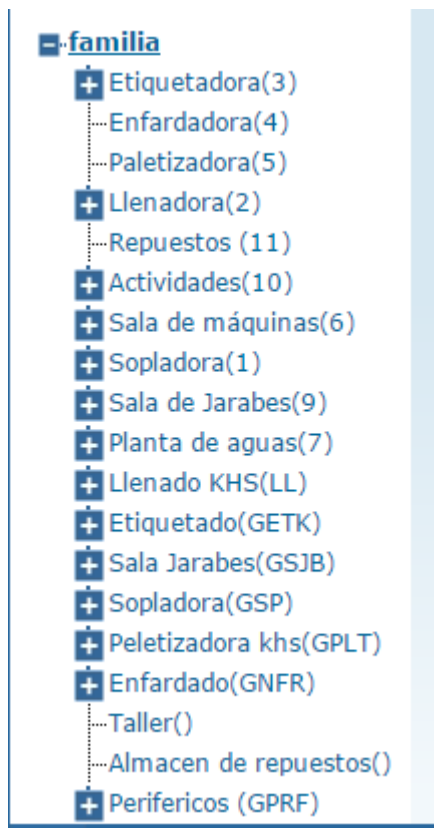 familia
Etiquetadora(3)
Enfardadora(4)
Paletizadora(5)
Llenadora(2)
Repuestos (11)
Actividades(10)
Sala de máquinas(6)
Sopladora(1)
Sala de Jarabes(9)
Planta de aguas(7)
Llenado KHS(LL)
Etiquetado(GETK)
Sala Jarabes(GSJB)
Sopladora(GSP)
Peletizadora khs(GPLT)
Enfardado(GNFR)
Taller()
Almacen de repuestos()
Perifericos (GPRF)